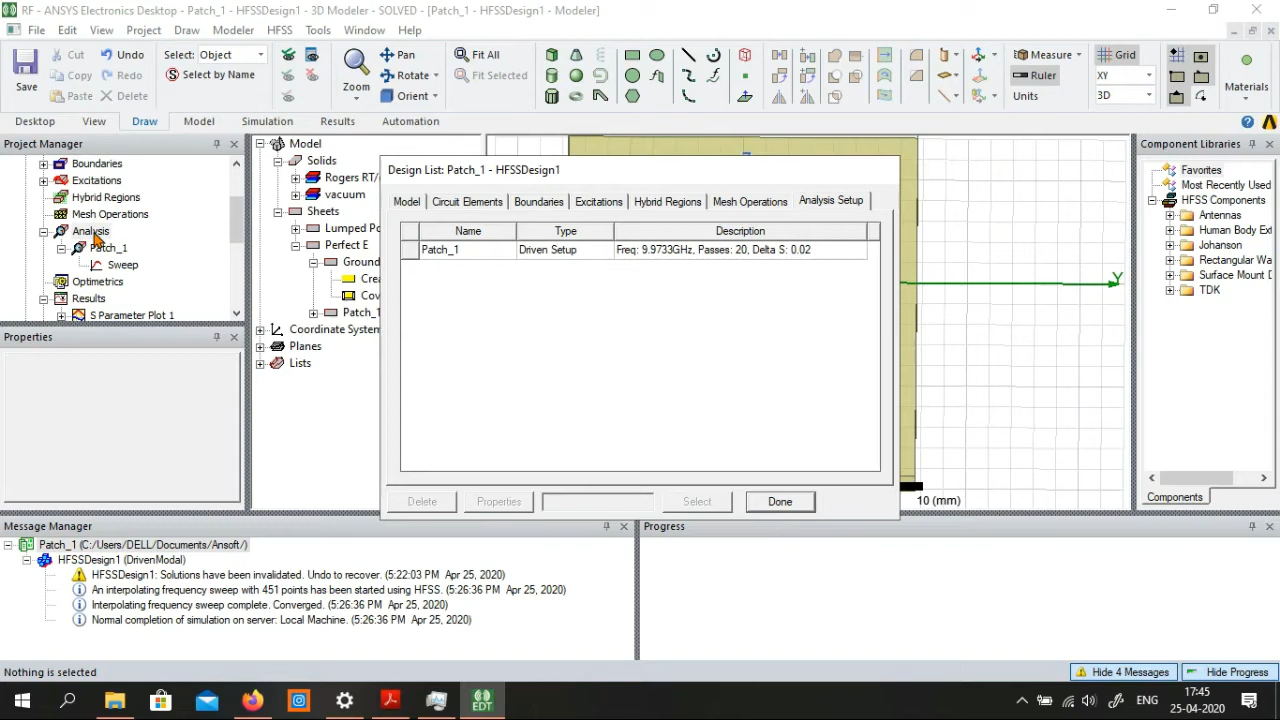 RF - ANSYS Electronics Desktop - Patch_1 - HFSSDesign1 - 3D Modeler - SOLVED - [Patch_1 - HFSSDesign1 - Modeler]
File Edit View Project Draw Modeler HFSS Tools Window Help
Save
Cut Undo
Copy Redo
Paste Delete
Select: Object
Select by Name
Zoom
Pan
Rotate
Orient
Fit All
Fit Selected
Measure
Ruler
Units
Grid
XY
3D
Materials
Desktop View Draw Model Simulation Results Automation
Project Manager
Boundaries
Excitations
Hybrid Regions
Mesh Operations
Analysis
Patch_1
Sweep
Optimetrics
Results
S Parameter Plot 1
Properties
Model
Solids
Rogers RT/
vacuum
Sheets
Lumped Po
Perfect E
Ground
Crea
Cov
Patch_1
Coordinate System
Planes
Lists
Design List: Patch_1 - HFSSDesign1
Model Circuit Elements Boundaries Excitations Hybrid Regions Mesh Operations Analysis Setup
Name Type Description
Patch_1 Driven Setup Freq: 9.9733GHz, Passes: 20, Delta S: 0.02
Delete Properties Select Done
Z
Y
10 (mm)
Component Libraries
Favorites
Most Recently Used
HFSS Components
Antennas
Human Body Ex
Johanson
Rectangular Wa
Surface Mount D
TDK
Components
Message Manager
Patch_1 (C:/Users/DELL/Documents/Ansoft/)
HFSSDesign1 (DrivenModal)
HFSSDesign1: Solutions have been invalidated. Undo to recover. (5:22:03 PM Apr 25, 2020)
An interpolating frequency sweep with 451 points has been started using HFSS. (5:26:36 PM Apr 25, 2020)
Interpolating frequency sweep complete. Converged. (5:26:36 PM Apr 25, 2020)
Normal completion of simulation on server: Local Machine. (5:26:36 PM Apr 25, 2020)
Progress
Nothing is selected
Hide 4 Messages
Hide Progress
EDT
ENG
17:45
25-04-2020